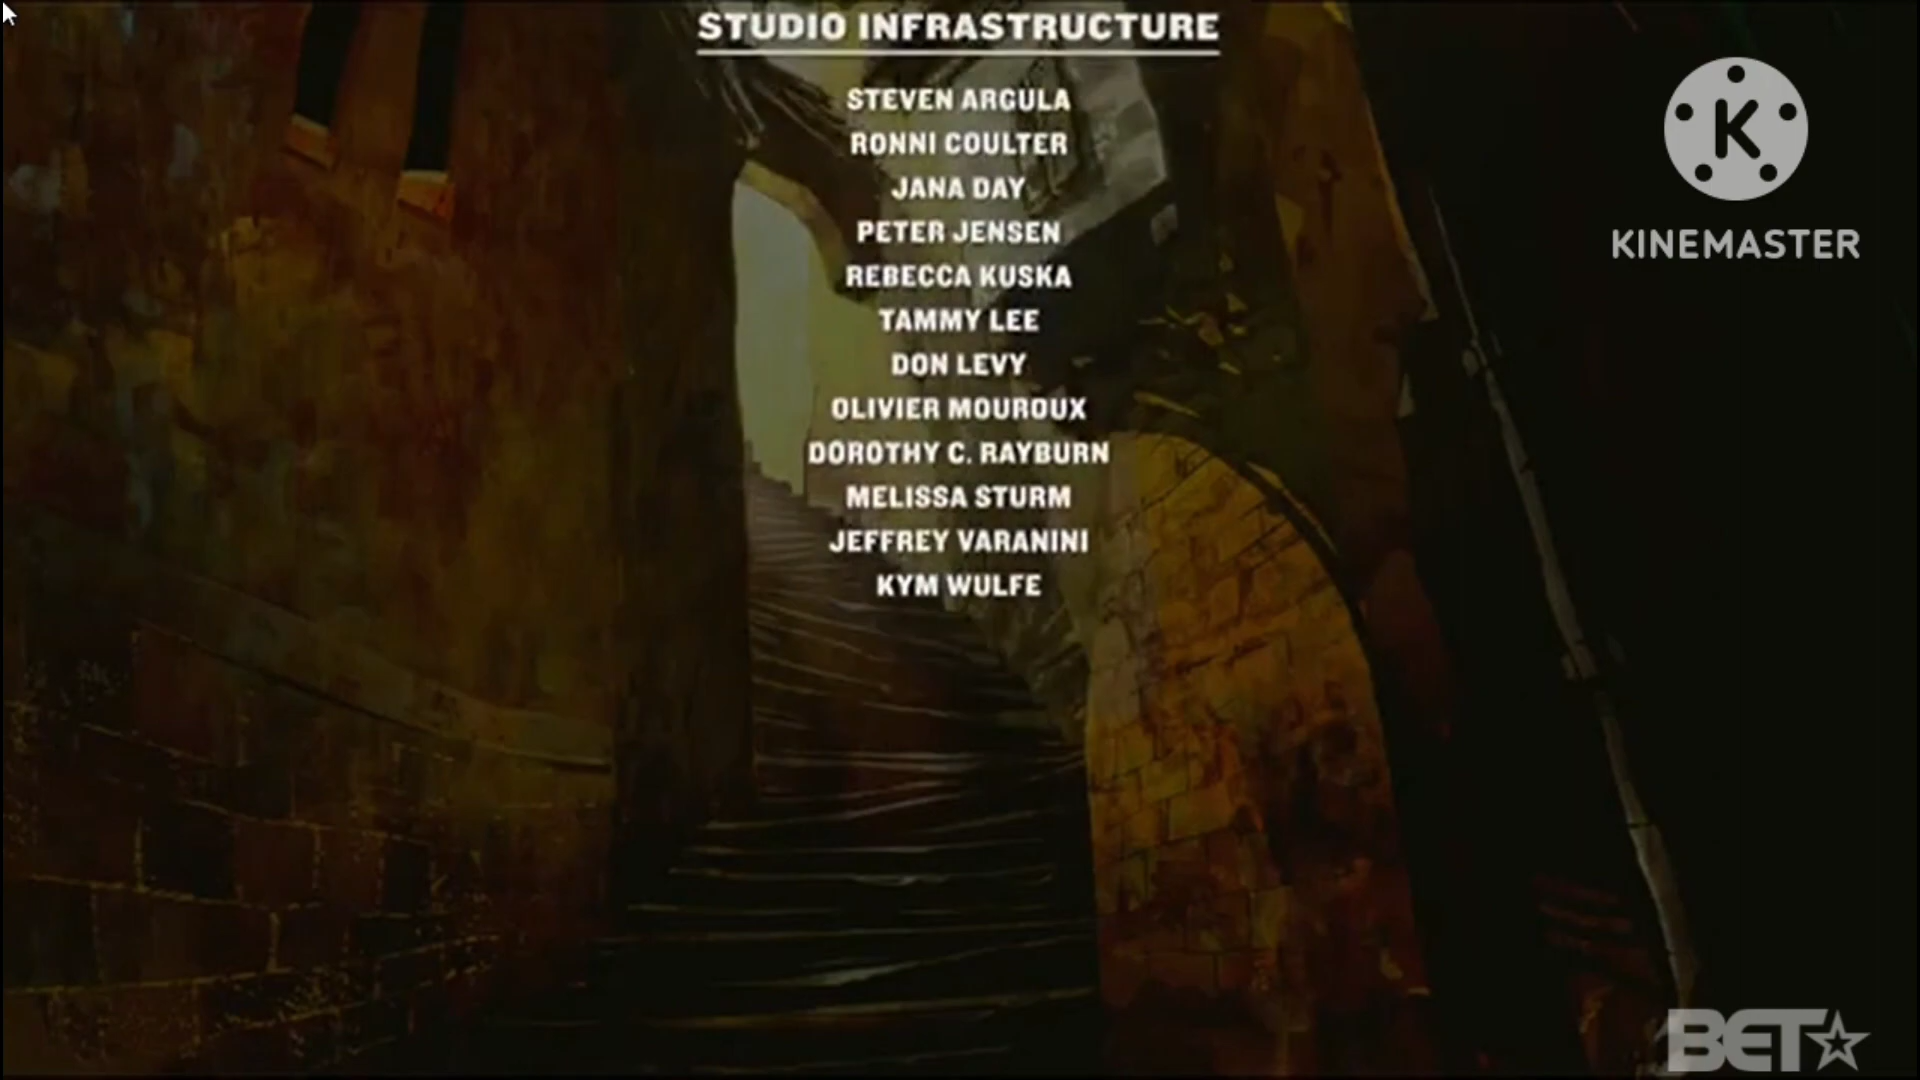 STUDIO INFRASTRUCTURE
STEVEN ARGULA
RONNI COULTER
JANA DAY
PETER JENSEN
REBECCA KUSKA
TAMMY LEE
DON LEVY
OLIVIER MOUROUX
DOROTHY C. RAYBURN
MELISSA STURM
JEFFREY VARANINI
KYM WULFE
K
KINEMASTER
BET